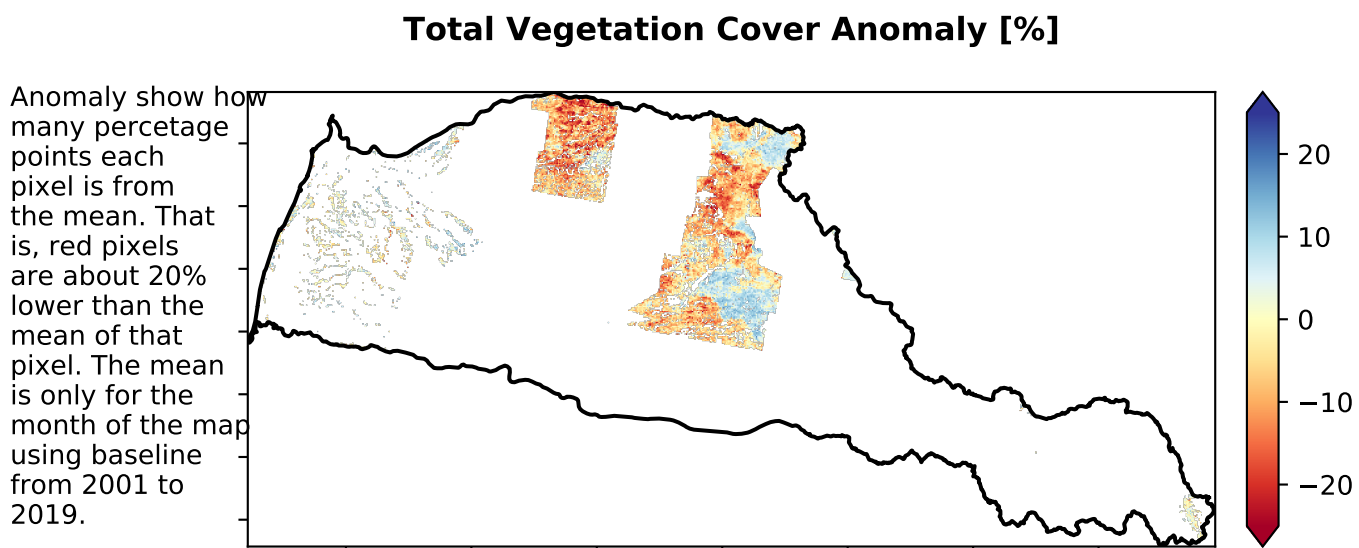 Total Vegetation Cover Anomaly [%]
Anomaly show how
many percetage
points each
pixel is from
the mean. That
is, red pixels
are about 20%
lower than the
mean of that
pixel. The mean
is only for the
month of the map
using baseline
from 2001 to
2019.
20
10
0
−10
−20